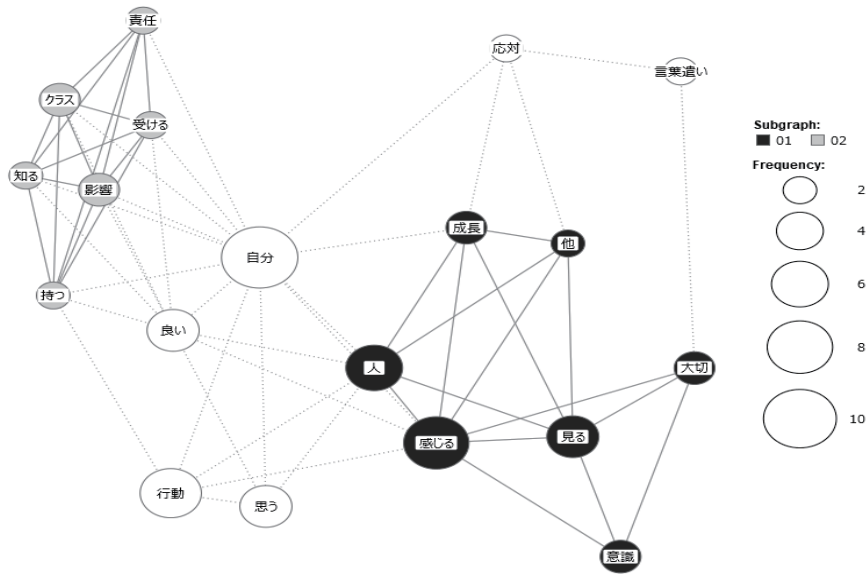 責任
応対
言葉遣い
クラス
受ける
知る
影響
成長
他
自分
持つ
良い
人
大切
感じる
見る
行動
思う
意識
Subgraph:
01 02
Frequency:
2
4
6
8
10